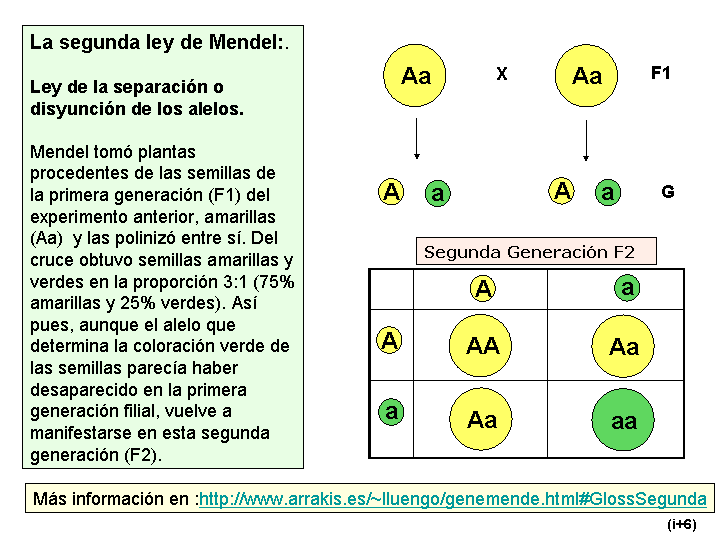 La segunda ley de Mendel:.
Ley de la separación o
disyunción de los alelos.
Mendel tomó plantas
procedentes de las semillas de
la primera generación (F1) del
experimento anterior, amarillas
(Aa) y las polinizó entre sí. Del
cruce obtuvo semillas amarillas y
verdes en la proporción 3:1 (75%
amarillas y 25% verdes). Así
pues, aunque el alelo que
determina la coloración verde de
las semillas parecía haber
desaparecido en la primera
generación filial, vuelve a
manifestarse en esta segunda
generación (F2).
Aa X Aa F1
A a A a G
Segunda Generación F2
A a
A AA Aa
a Aa aa
Más información en :http://www.arrakis.es/~lluengo/genemende.html#GlossSegunda
(i+6)